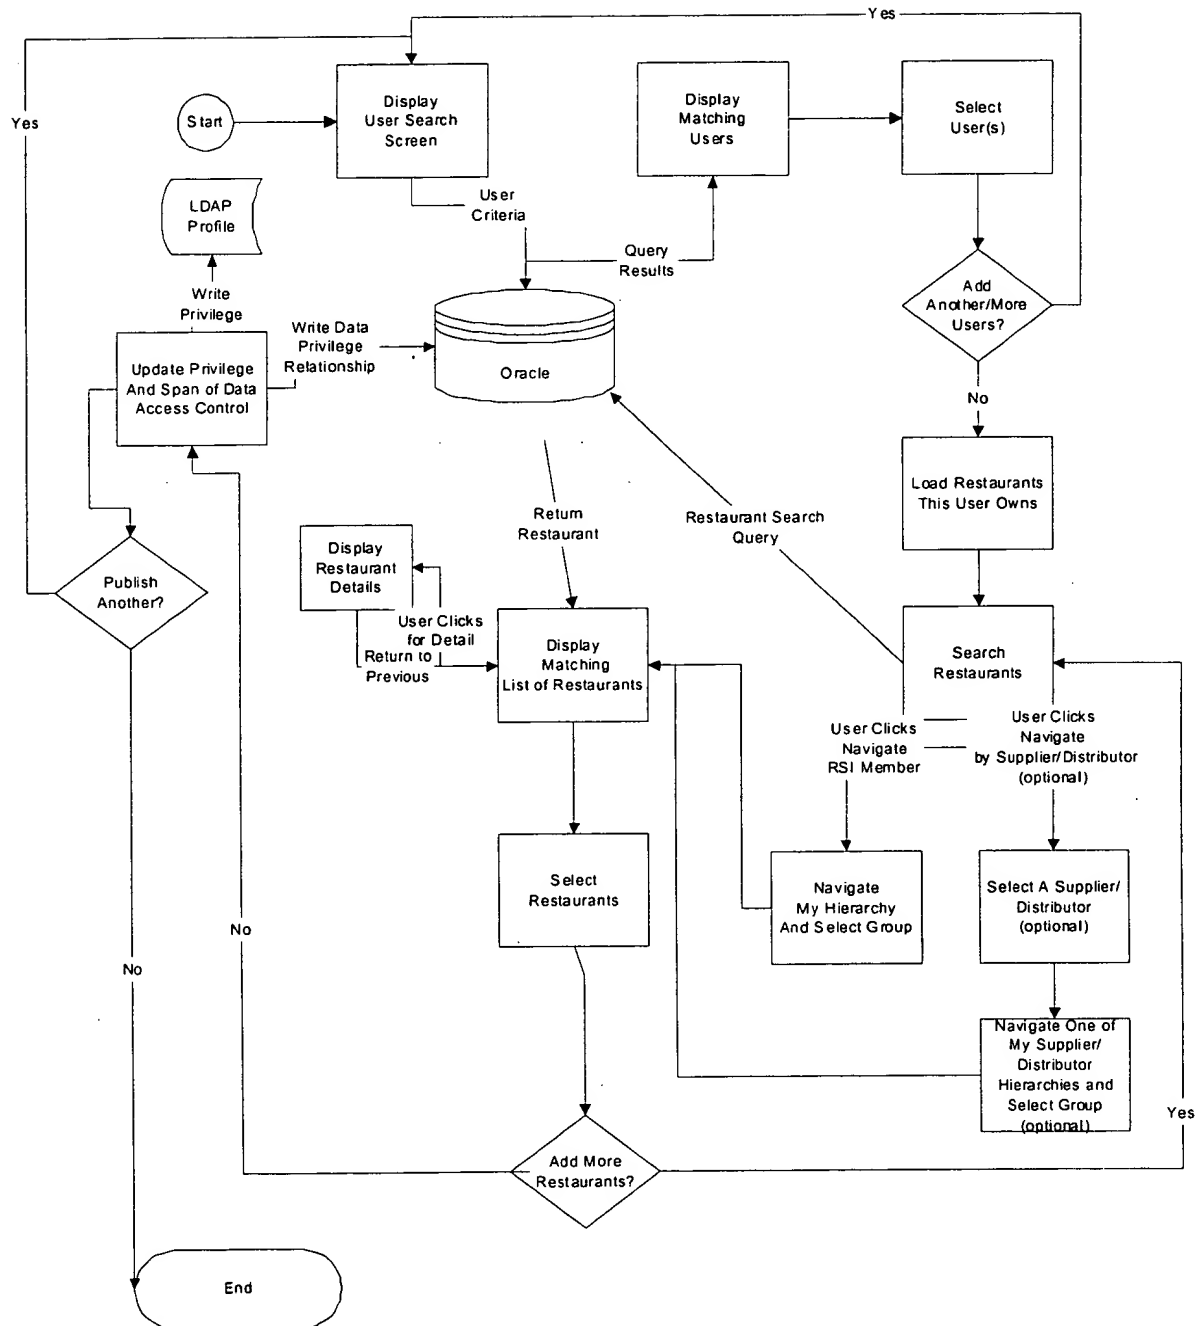 Yes
Yes
Start
Display
User Search
Screen
Display
Matching
Users
Select
User(s)
LDAP
Profile
User
Criteria
Query
Results
Add
Another/More
Users?
Write
Privilege
Write Data
Privilege
Relationship
Update Privilege
And Span of Data
Access Control
Oracle
No
Load Restaurants
This User Owns
Return
Restaurant
Restaurant Search
Query
Display
Restaurant
Details
Publish
Another?
User Clicks
for Detail
Return to
Previous
Display
Matching
List of Restaurants
Search
Restaurants
User Clicks
Navigate
RSI Member
User Clicks
Navigate
by Supplier/Distributor
(optional)
Select
Restaurants
Navigate
My Hierarchy
And Select Group
Select A Supplier/
Distributor
(optional)
No
No
Navigate One of
My Supplier/
Distributor
Hierarchies and
Select Group
(optional)
Yes
Add More
Restaurants?
End